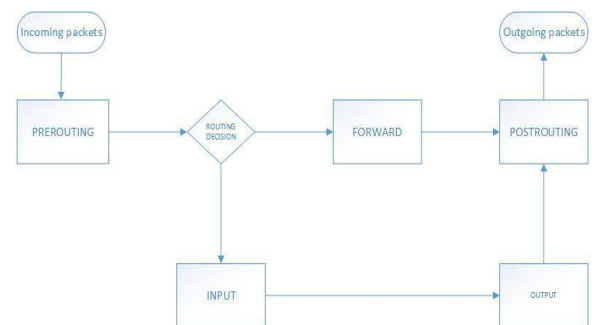 Incoming packets
Outgoing packets
PREROUTING
ROUTING
DECISION
FORWARD
POSTROUTING
INPUT
OUTPUT